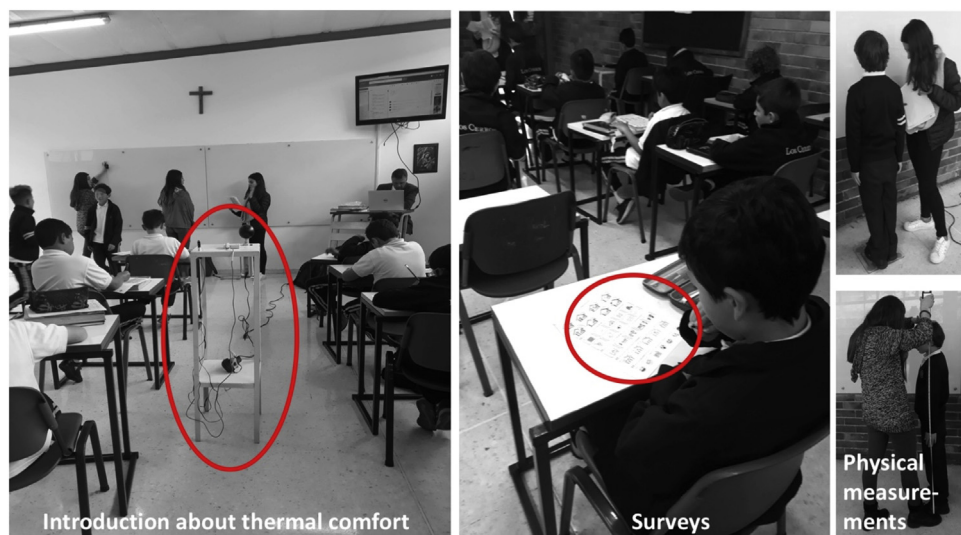 Introduction about thermal comfort
Surveys
Physical
measure-
ments